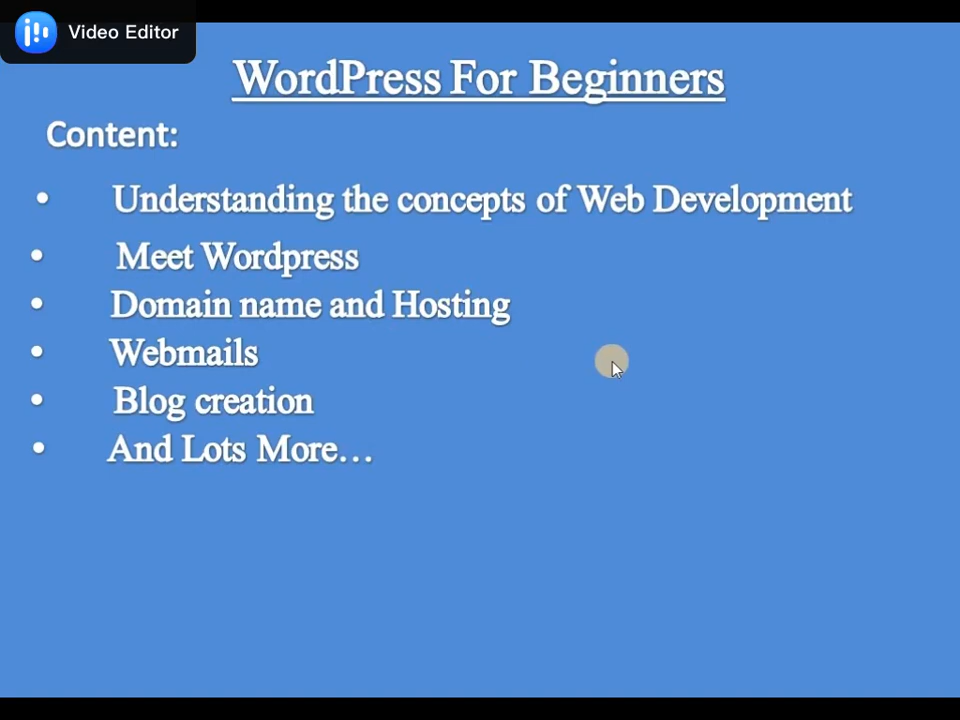 Video Editor
WordPress For Beginners
Content:
• Understanding the concepts of Web Development
• Meet Wordpress
• Domain name and Hosting
• Webmails
• Blog creation
• And Lots More...